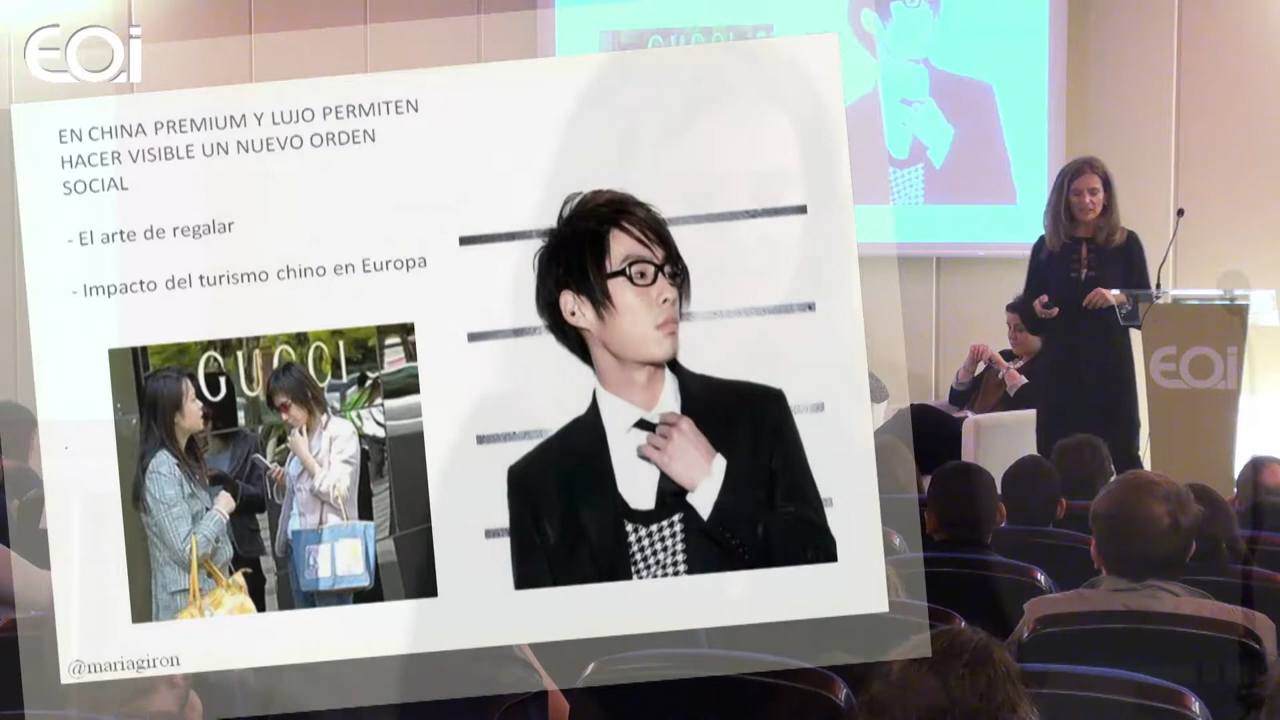 EOi
EN CHINA PREMIUM Y LUJO PERMITEN
HACER VISIBLE UN NUEVO ORDEN
SOCIAL
- El arte de regalar
- Impacto del turismo chino en Europa
GUCCI
@mariagiron
GUCCI
EOi